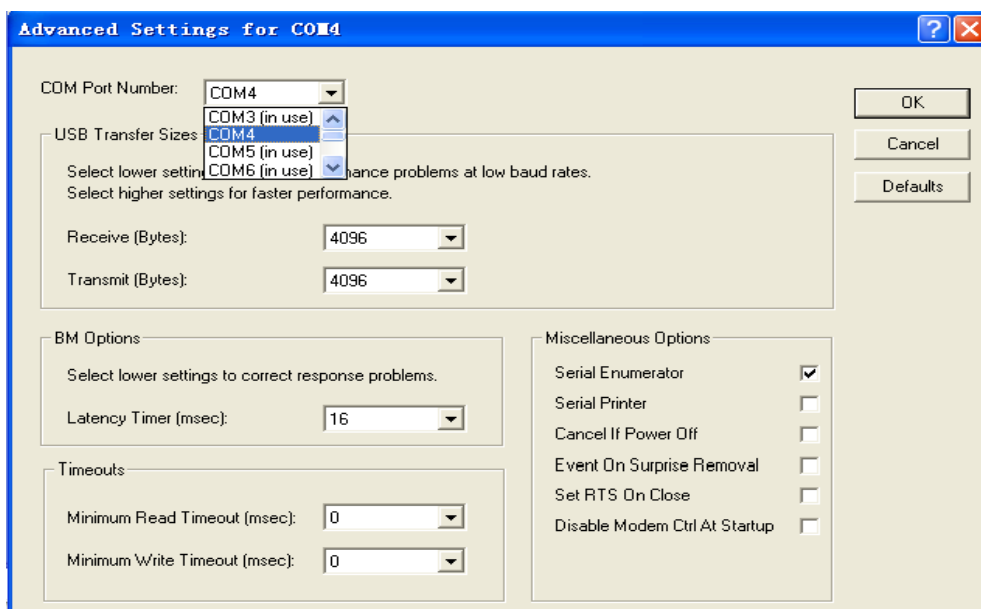 Advanced Settings for COM4
COM Port Number:
COM4
COM3 (in use)
COM4
COM5 (in use)
COM6 (in use)
OK
Cancel
Defaults
USB Transfer Sizes
Select lower settin mance problems at low baud rates.
Select higher settings for faster performance.
Receive (Bytes):
4096
Transmit (Bytes):
4096
BM Options
Select lower settings to correct response problems.
Latency Timer (msec):
16
Timeouts
Minimum Read Timeout (msec):
0
Minimum Write Timeout (msec):
0
Miscellaneous Options
Serial Enumerator
Serial Printer
Cancel If Power Off
Event On Surprise Removal
Set RTS On Close
Disable Modem Ctrl At Startup